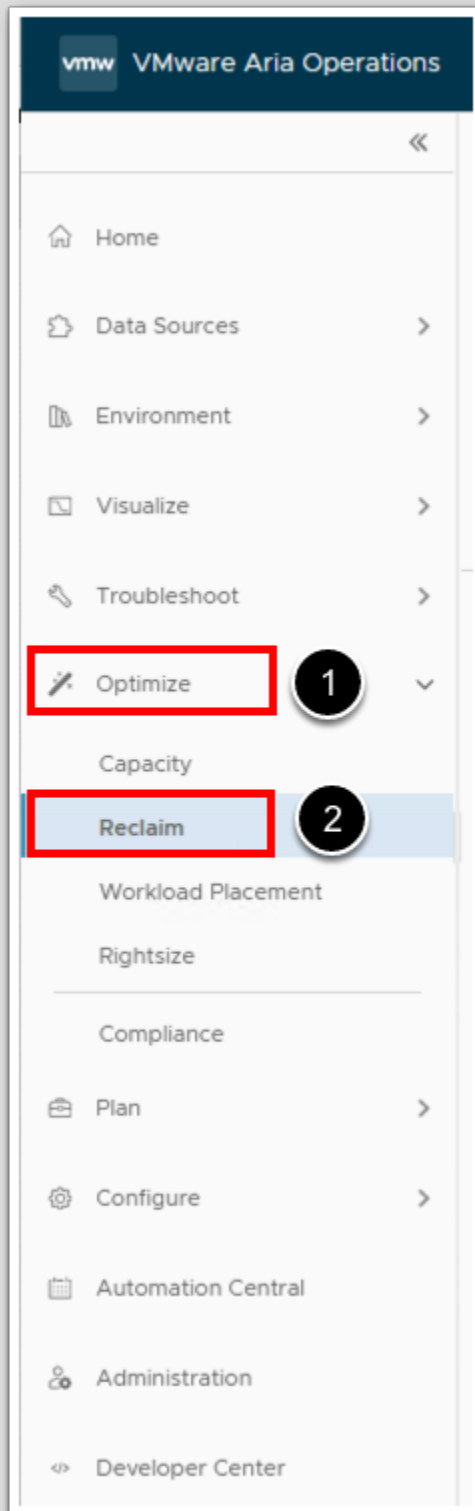 vmw VMware Aria Operations
Home
Data Sources
Environment
Visualize
Troubleshoot
Optimize 1
Capacity
Reclaim 2
Workload Placement
Rightsize
Compliance
Plan
Configure
Automation Central
Administration
Developer Center